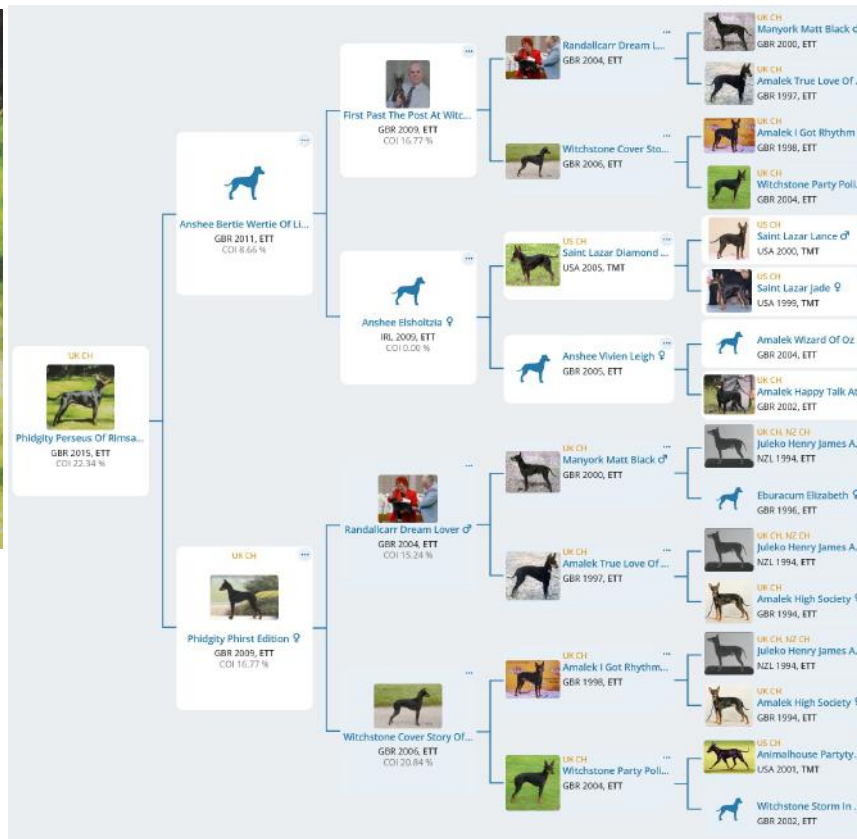 UK CH
Phidgity Perseus Of Rimsa...
GBR 2015, ETT
COI 22.34 %
Anshee Bertie Wertie Of Li...
GBR 2011, ETT
COI 8.66 %
UK CH
Phidgity Phirst Edition ♀
GBR 2009, ETT
COI 16.77 %
First Past The Post At Witc...
GBR 2009, ETT
COI 16.77 %
Anshee Elsholtzia ♀
IRL 2009, ETT
COI 0.00 %
Randallcarr Dream Lover ♂
GBR 2004, ETT
COI 15.24 %
Witchstone Cover Story Of...
GBR 2006, ETT
COI 20.84 %
Randallcarr Dream L...
GBR 2004, ETT
Witchstone Cover Sto...
GBR 2006, ETT
US CH
Saint Lazar Diamond ...
USA 2005, TMT
Anshee Vivien Leigh ♀
GBR 2005, ETT
UK CH
Manyork Matt Black ♂
GBR 2000, ETT
UK CH
Amalek True Love Of ...
GBR 1997, ETT
UK CH
Amalek I Got Rhythm...
GBR 1998, ETT
UK CH
Witchstone Party Poli...
GBR 2004, ETT
UK CH
Manyork Matt Black ♂
GBR 2000, ETT
UK CH
Amalek True Love Of .
GBR 1997, ETT
UK CH
Amalek I Got Rhythm
GBR 1998, ETT
UK CH
Witchstone Party Poli.
GBR 2004, ETT
US CH
Saint Lazar Lance ♂
USA 2000, TMT
US CH
Saint Lazar Jade ♀
USA 1999, TMT
Amalek Wizard Of Oz
GBR 2004, ETT
UK CH
Amalek Happy Talk At
GBR 2002, ETT
UK CH, NZ CH
Juleko Henry James A.
NZL 1994, ETT
Eburacum Elizabeth ♀
GBR 1996, ETT
UK CH, NZ CH
Juleko Henry James A.
NZL 1994, ETT
UK CH
Amalek High Society ♀
GBR 1994, ETT
UK CH, NZ CH
Juleko Henry James A.
NZL 1994, ETT
UK CH
Amalek High Society ♀
GBR 1994, ETT
US CH
Animalhouse Partyty.
USA 2001, TMT
Witchstone Storm In .
GBR 2002, ETT